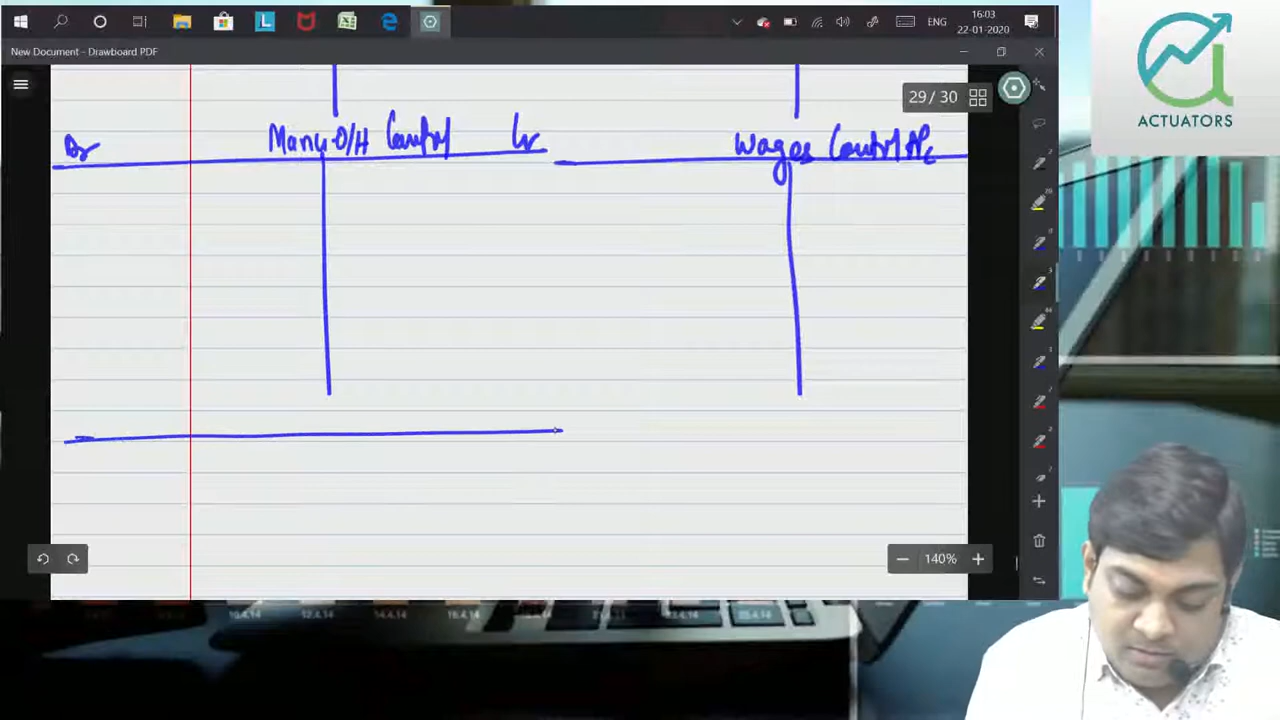 ENG
16:03
22-01-2020
New Document - Drawboard PDF
29 / 30
ACTUATORS
Dr Manu. O/H Control Cr
Wages Control A/c
140%